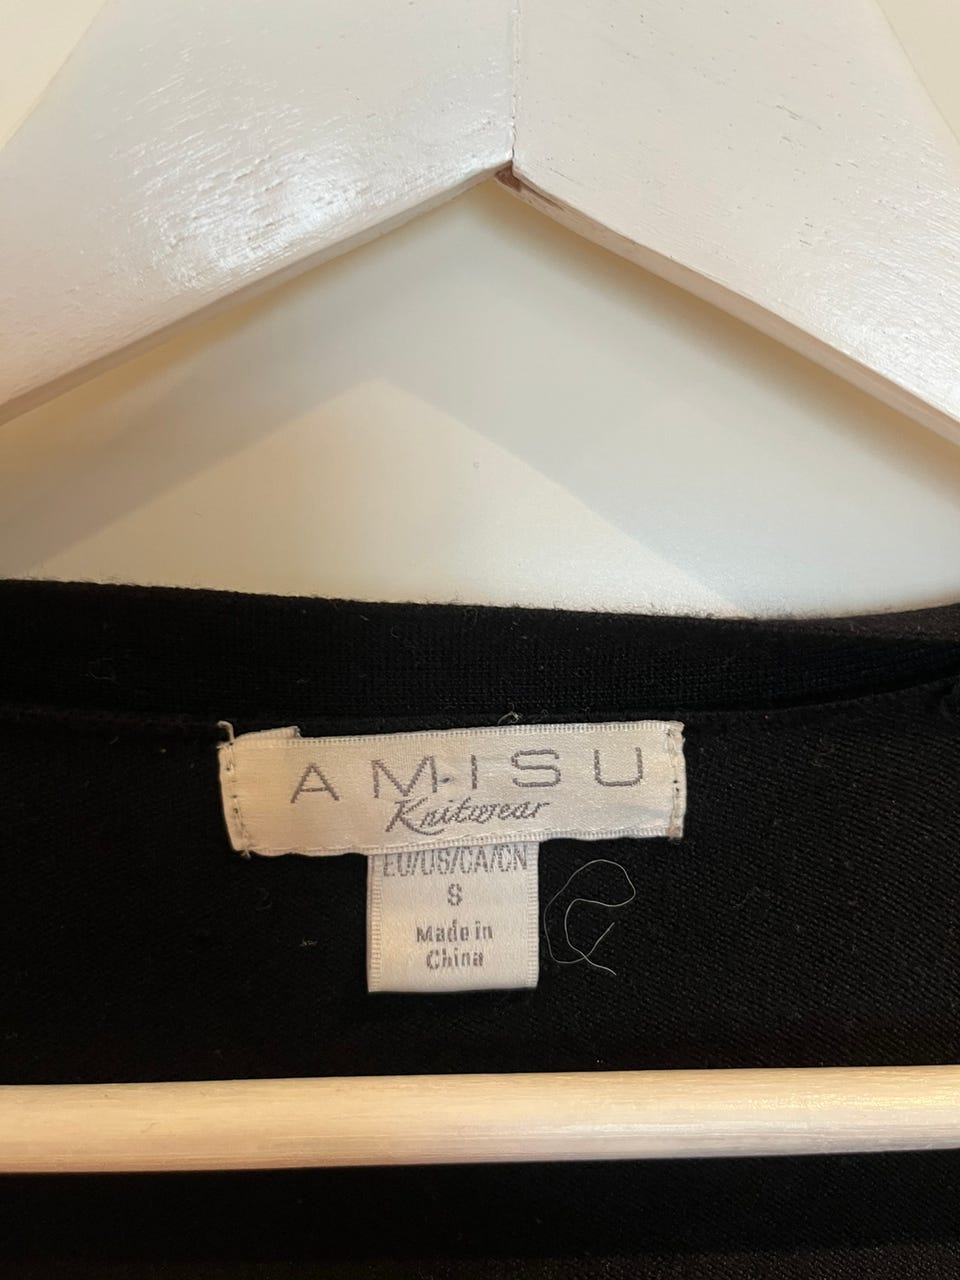 AMISU
Knitwear
EU/US/CA/CN
S
Made in
China